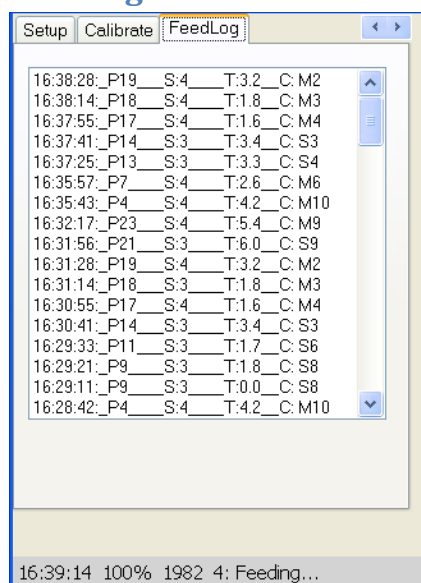 Setup Calibrate FeedLog
16:38:28:_P19___S:4____T:3.2__C: M2
16:38:14:_P18___S:4____T:1.8__C: M3
16:37:55:_P17___S:4____T:1.6__C: M4
16:37:41:_P14___S:3____T:3.4__C: S3
16:37:25:_P13___S:3____T:3.3__C: S4
16:35:57:_P7____S:4____T:2.6__C: M6
16:35:43:_P4____S:4____T:4.2__C: M10
16:32:17:_P23___S:4____T:5.4__C: M9
16:31:56:_P21___S:3____T:6.0__C: S9
16:31:28:_P19___S:4____T:3.2__C: M2
16:31:14:_P18___S:3____T:1.8__C: M3
16:30:55:_P17___S:4____T:1.6__C: M4
16:30:41:_P14___S:3____T:3.4__C: S3
16:29:33:_P11___S:3____T:1.7__C: S6
16:29:21:_P9____S:3____T:1.8__C: S8
16:29:11:_P9____S:3____T:0.0__C: S8
16:28:42:_P4____S:4____T:4.2__C: M10
16:39:14 100% 1982 4: Feeding...